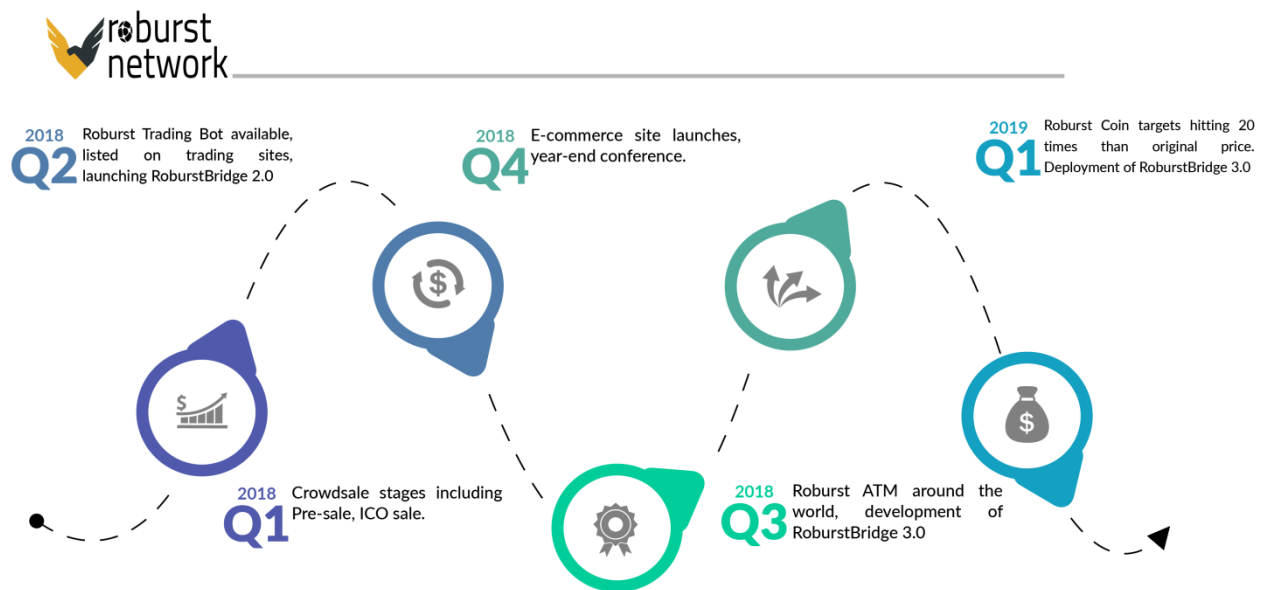 roburst
network
2018
Q2
Roburst Trading Bot available,
listed on trading sites,
launching RoburstBridge 2.0
2018
Q4
E-commerce site launches,
year-end conference.
2019
Q1
Roburst Coin targets hitting 20
times than original price.
Deployment of RoburstBridge 3.0
$
$
$
2018
Q1
Crowdsale stages including
Pre-sale, ICO sale.
2018
Q3
Roburst ATM around the
world, development of
RoburstBridge 3.0